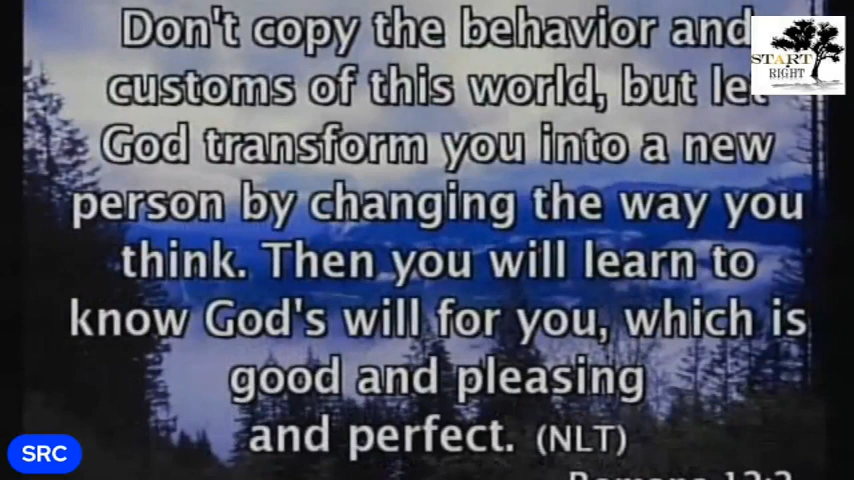 Don't copy the behavior and
customs of this world, but let
God transform you into a new
person by changing the way you
think. Then you will learn to
know God's will for you, which is
good and pleasing
and perfect. (NLT)
Romans 12:2
START
RIGHT
SRC